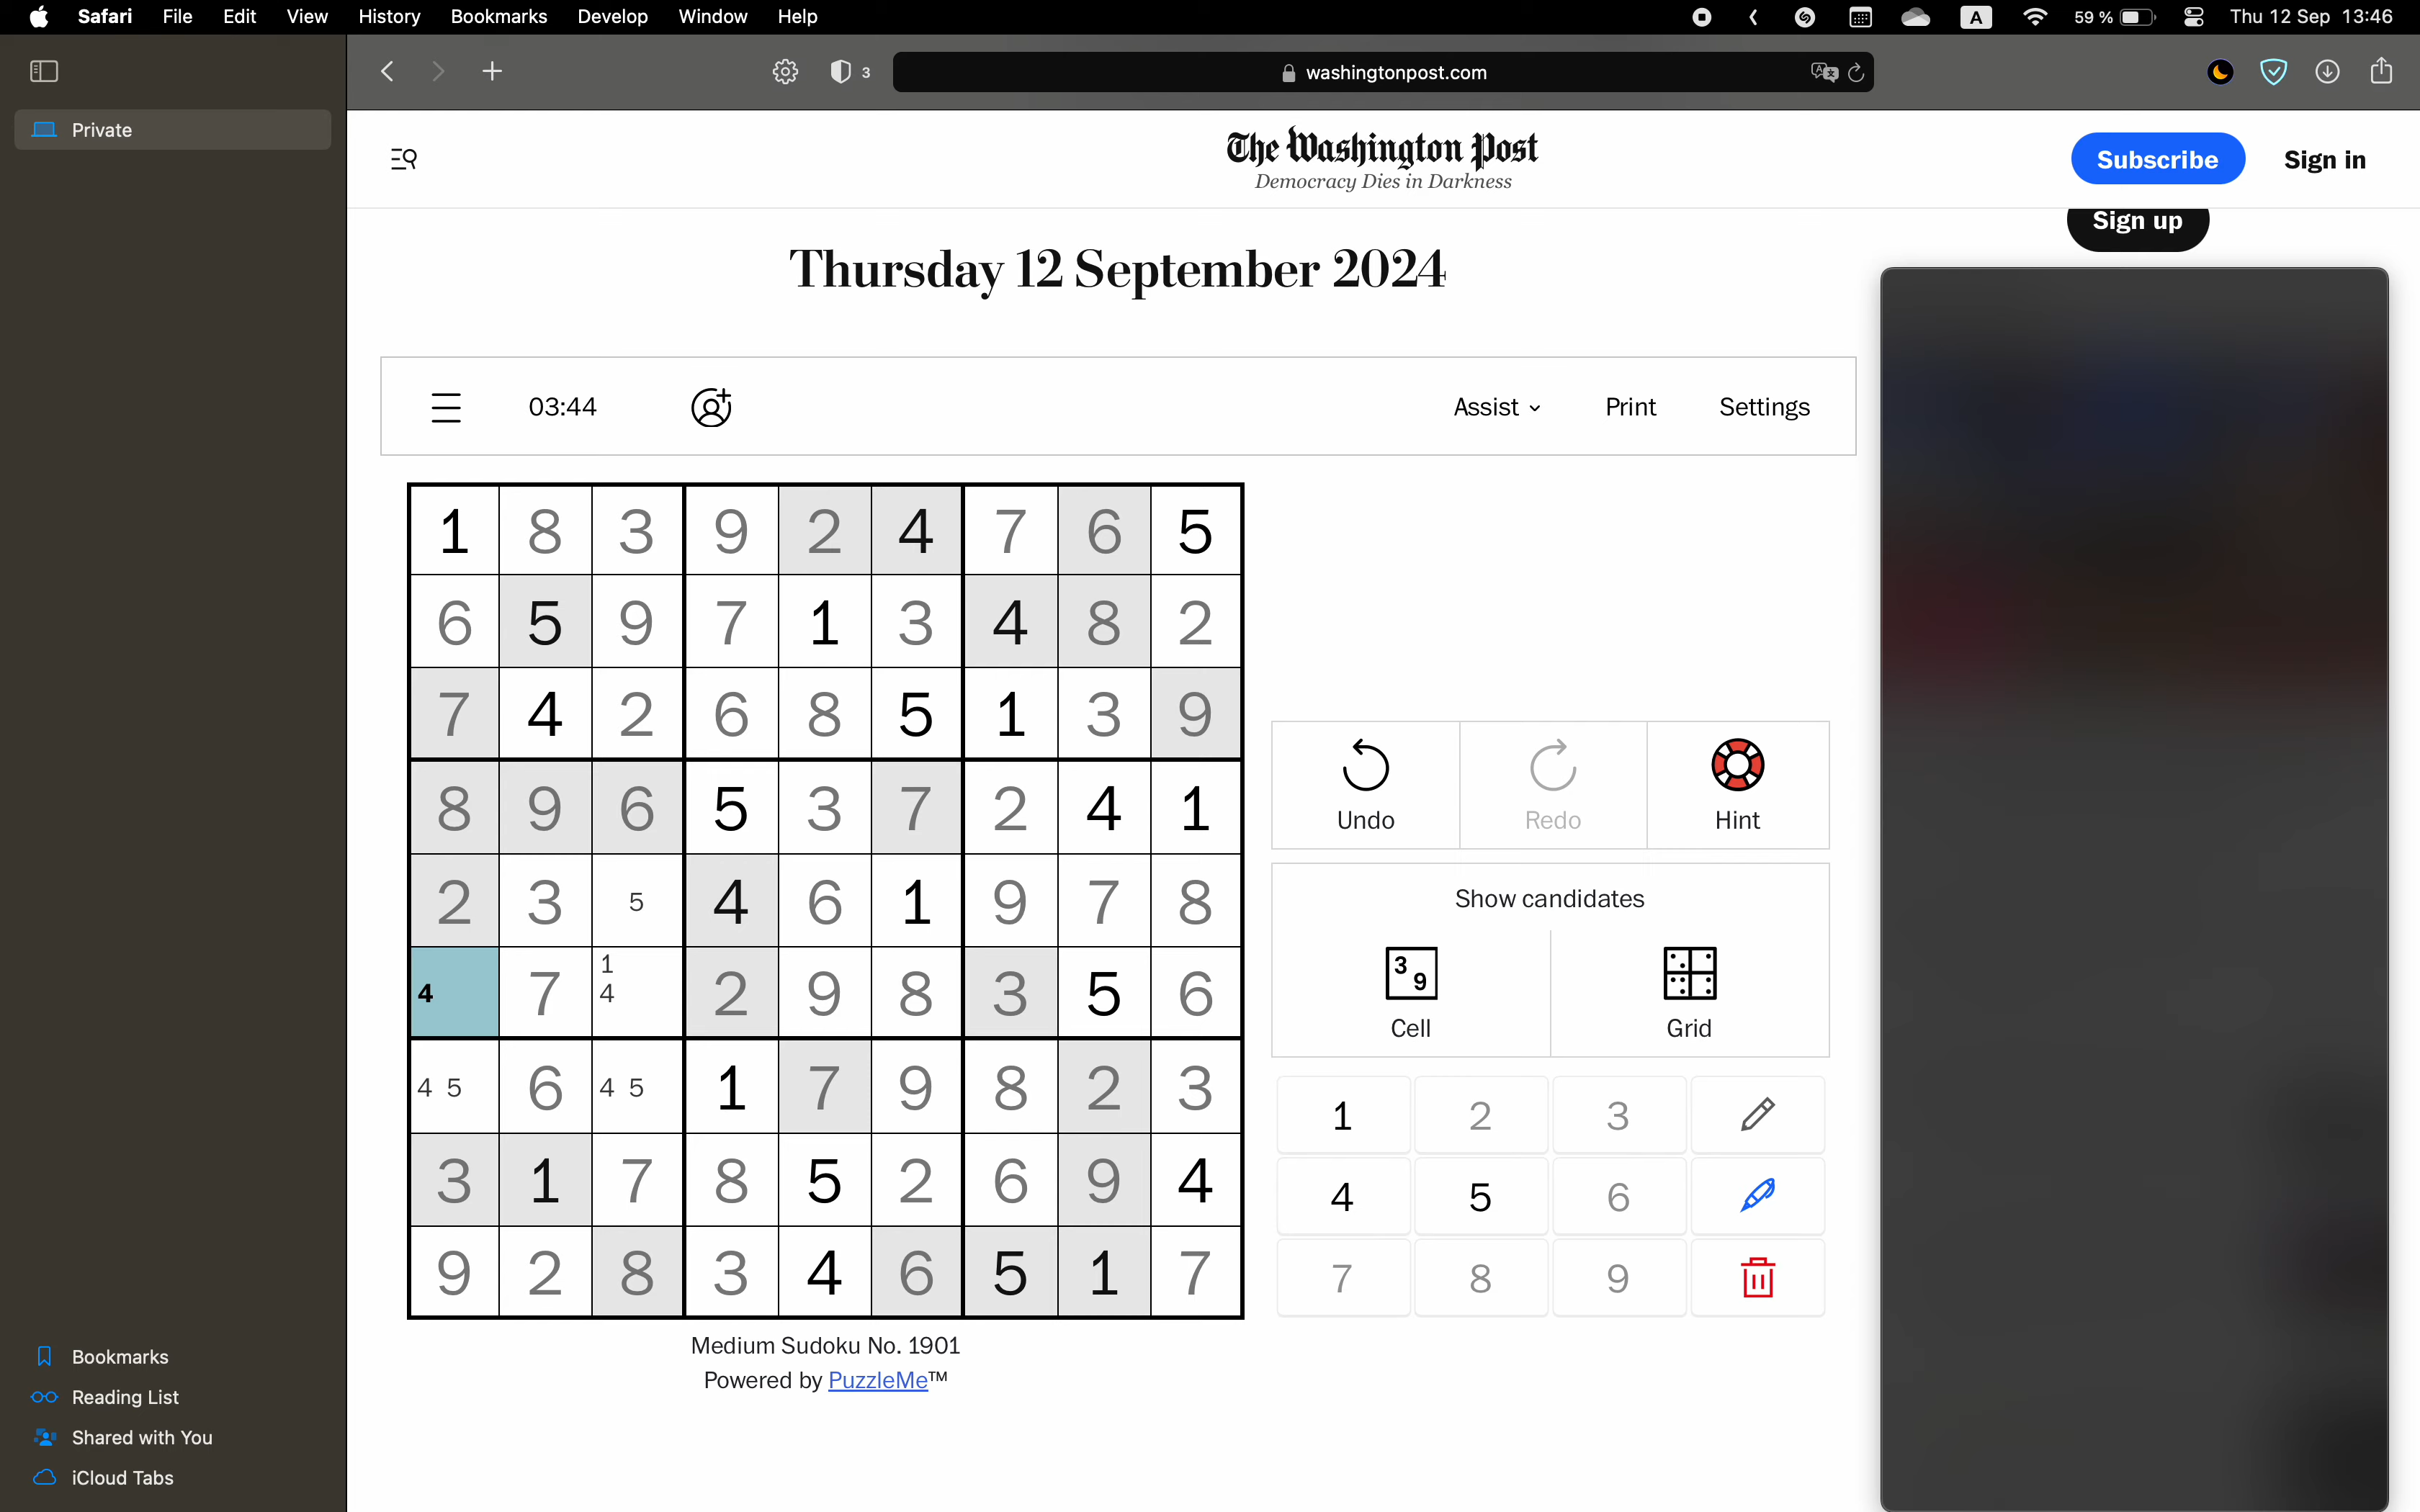 Safari File Edit View History Bookmarks Develop Window Help A 59 % Thu 12 Sep 13:46
3 washingtonpost.com
Private
The Washington Post
Democracy Dies in Darkness
Subscribe Sign in
Sign up
Thursday 12 September 2024
03:44 Assist Print Settings
1 8 3 9 2 4 7 6 5
6 5 9 7 1 3 4 8 2
7 4 2 6 8 5 1 3 9
8 9 6 5 3 7 2 4 1
2 3 5 4 6 1 9 7 8
4 7 1 4 2 9 8 3 5 6
4 5 6 4 5 1 7 9 8 2 3
3 1 7 8 5 2 6 9 4
9 2 8 3 4 6 5 1 7
Undo Redo Hint
Show candidates
3 9
Cell Grid
1 2 3
4 5 6
7 8 9
Medium Sudoku No. 1901
Powered by PuzzleMe™
Bookmarks
Reading List
Shared with You
iCloud Tabs